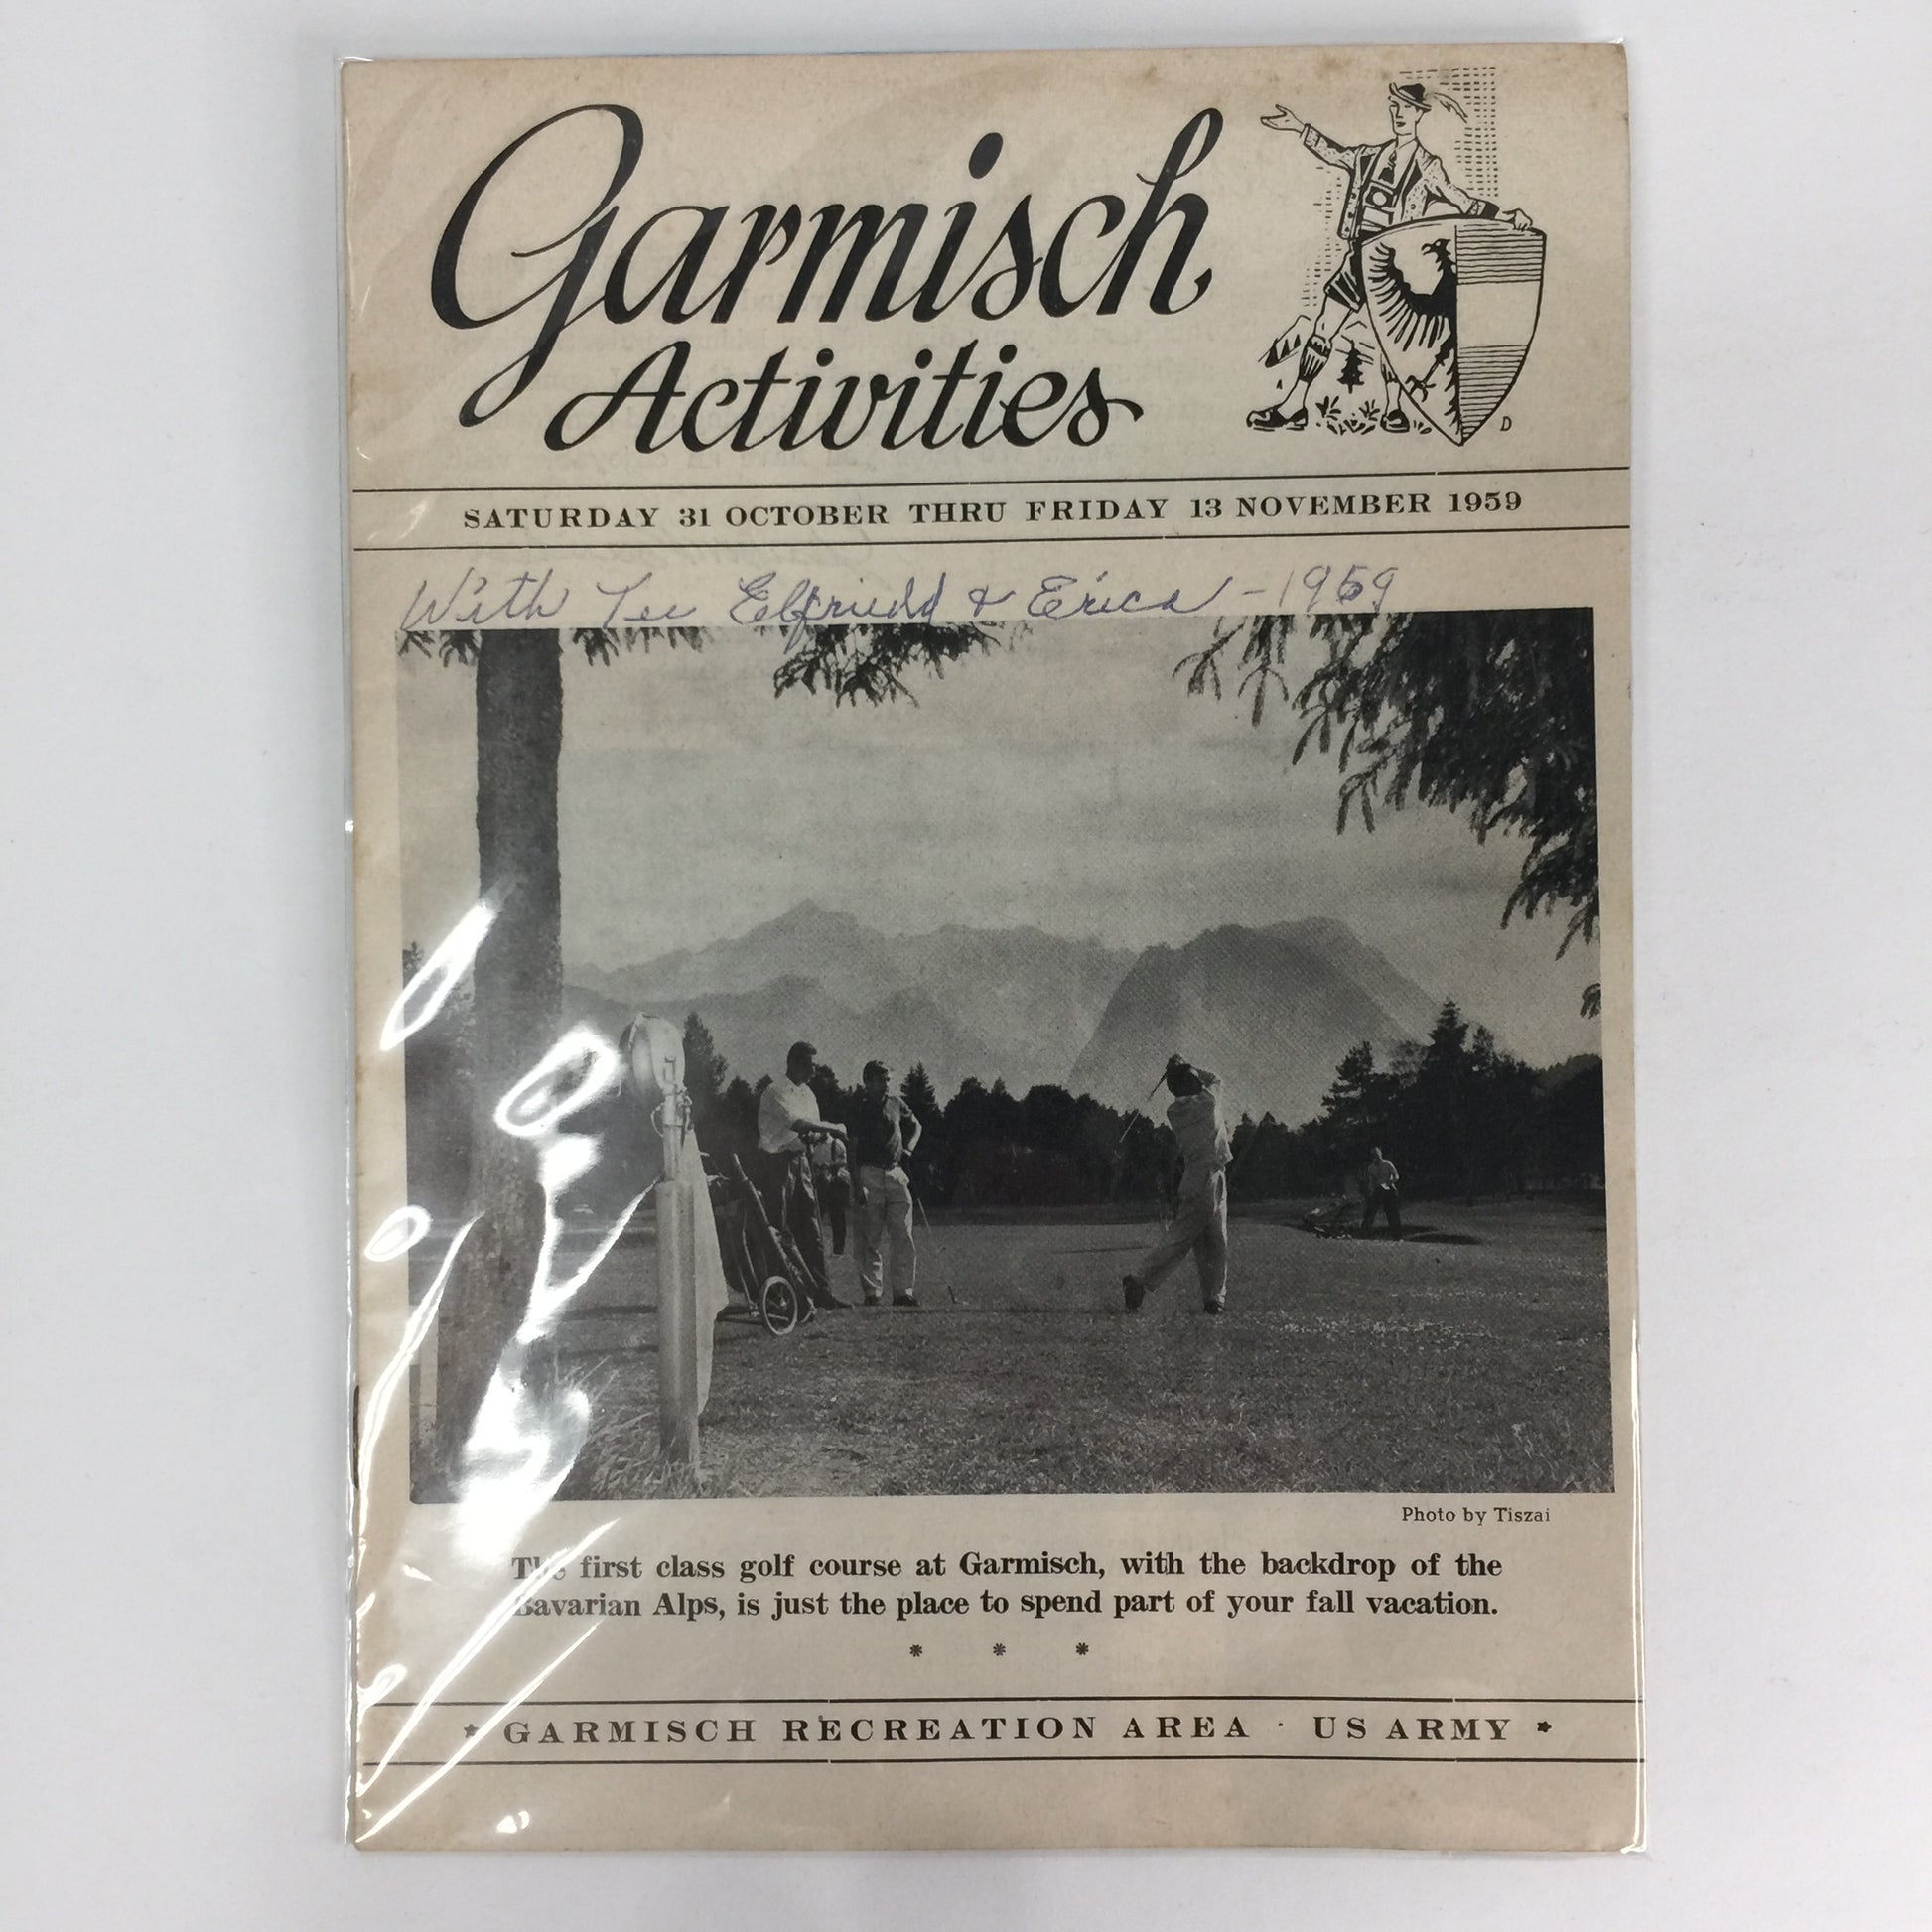 Garmisch
Activities
D
SATURDAY 31 OCTOBER THRU FRIDAY 13 NOVEMBER 1959
With & Erica - 1959
Photo by Tiszai
The first class golf course at Garmisch, with the backdrop of the
Bavarian Alps, is just the place to spend part of your fall vacation.
* * *
★ GARMISCH RECREATION AREA · US ARMY ★